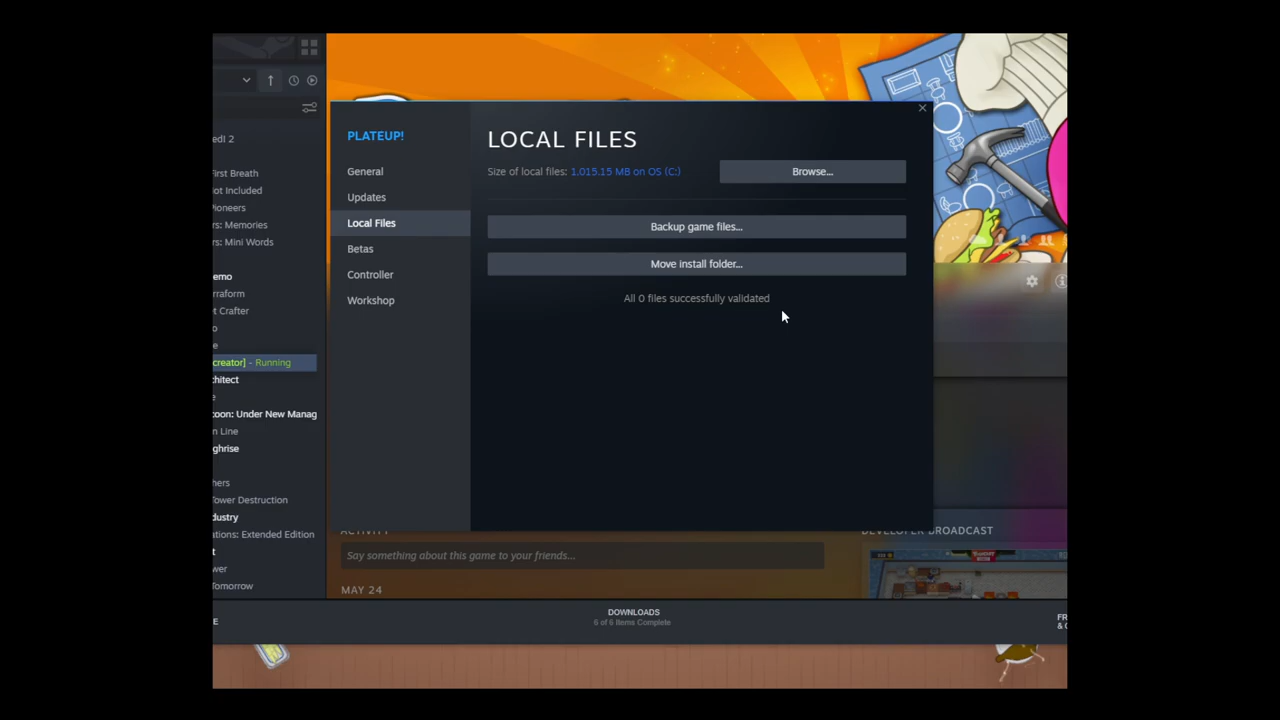 PLATEUP!
General
Updates
Local Files
Betas
Controller
Workshop
LOCAL FILES
Size of local files: 1,015.15 MB on OS (C:)
Browse...
Backup game files...
Move install folder...
All 0 files successfully validated
edI 2
First Breath
Not Included
Pioneers
rs: Memories
rs: Mini Words
emo
rraform
et Crafter
o
e
creator] - Running
chitect
e
coon: Under New Manag
n Line
ghrise
hers
Tower Destruction
dustry
ations: Extended Edition
t
wer
Tomorrow
ACTIVITY
Say something about this game to your friends...
MAY 24
DEVELOPER BROADCAST
E
DOWNLOADS
6 of 6 Items Complete
FR
& C